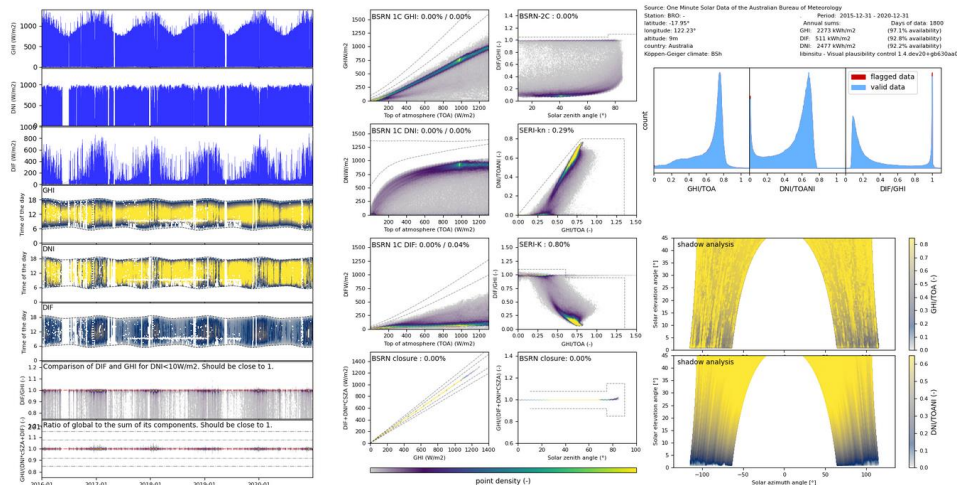 Source: One Minute Solar Data of the Australian Bureau of Meteorology
Station: BRO: -
Period: 2015-12-31 - 2020-12-31
latitude: -17.95°
Annual sums:
Days of data: 1800
longitude: 122.23°
GHI: 2273 kWh/m2
(97.1% availability)
altitude: 9m
DIF: 511 kWh/m2
(92.8% availability)
country: Australia
DNI: 2477 kWh/m2
(92.2% availability)
Köppen-Geiger climate: BSh
libinsitu - Visual plausibility control 1.4.dev20+gb630aa0
GHI (W/m2)
DNI (W/m2)
DIF (W/m2)
GHI
Time of the day
DNI
Time of the day
DIF
Time of the day
Comparison of DIF and GHI for DNI<10W/m2. Should be close to 1.
DIF/GHI (-)
Ratio of global to the sum of its components. Should be close to 1.
GHI/(DNI*cSZA+DIF) (-)
2016-01
2017-01
2018-01
2019-01
2020-01
BSRN 1C GHI: 0.00% / 0.00%
GHIW/m2
Top of atmosphere (TOA) (W/m2)
BSRN-2C : 0.00%
DIF/GHI (-)
Solar zenith angle (°)
BSRN 1C DNI: 0.00% / 0.00%
DNIW/m2
Top of atmosphere (TOA) (W/m2)
SERI-kn : 0.29%
DNI/TOANI (-)
GHI/TOA (-)
BSRN 1C DIF: 0.00% / 0.04%
DIFW/m2
Top of atmosphere (TOA) (W/m2)
SERI-K : 0.80%
DIF/GHI (-)
GHI/TOA (-)
BSRN closure : 0.00%
DIF+DNI*CSZA (W/m2)
GHI (W/m2)
BSRN closure: 0.00%
GHI/(DIF+DNI*CSZA) (-)
Solar zenith angle (°)
point density (-)
count
flagged data
valid data
GHI/TOA
DNI/TOANI
DIF/GHI
shadow analysis
Solar elevation angle [°]
GHI/TOA (-)
shadow analysis
Solar elevation angle [°]
DNI/TOANI (-)
Solar azimuth angle [°]